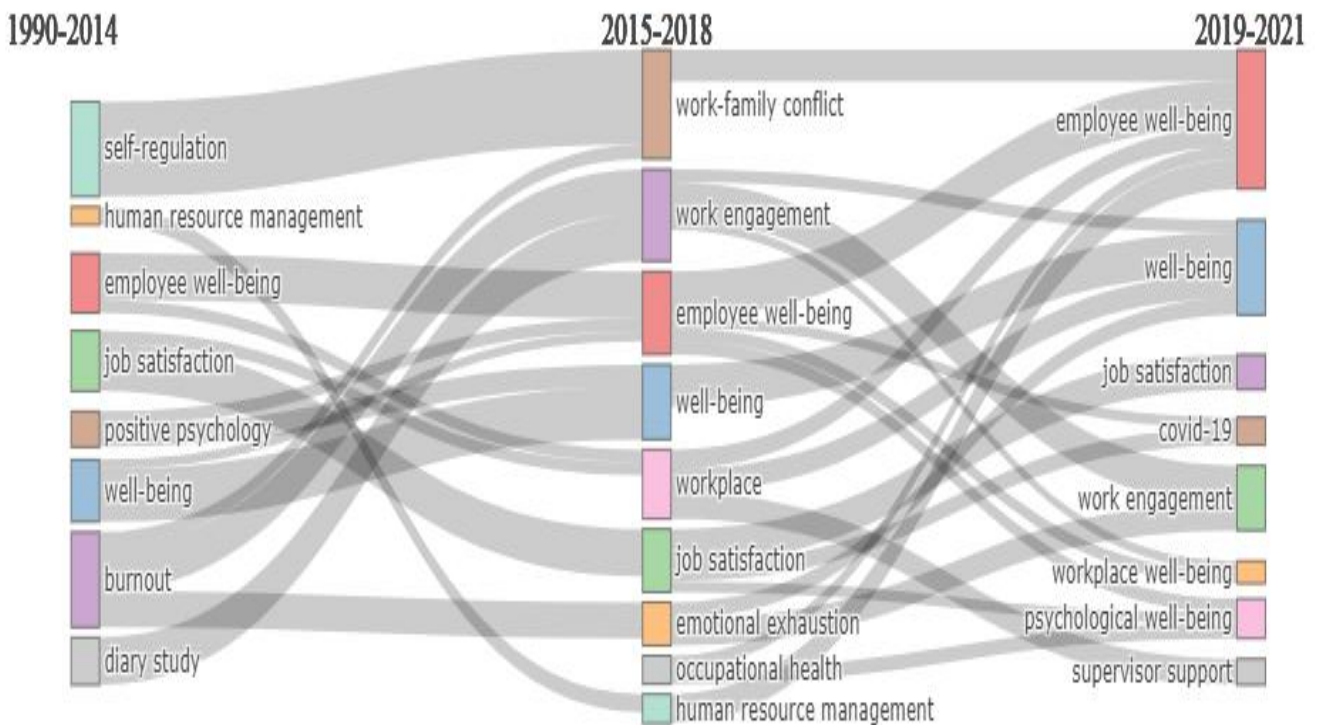 1990-2014
2015-2018
2019-2021
self-regulation
human resource management
employee well-being
job satisfaction
positive psychology
well-being
burnout
diary study
work-family conflict
work engagement
employee well-being
well-being
workplace
job satisfaction
emotional exhaustion
occupational health
human resource management
employee well-being
well-being
job satisfaction
covid-19
work engagement
workplace well-being
psychological well-being
supervisor support